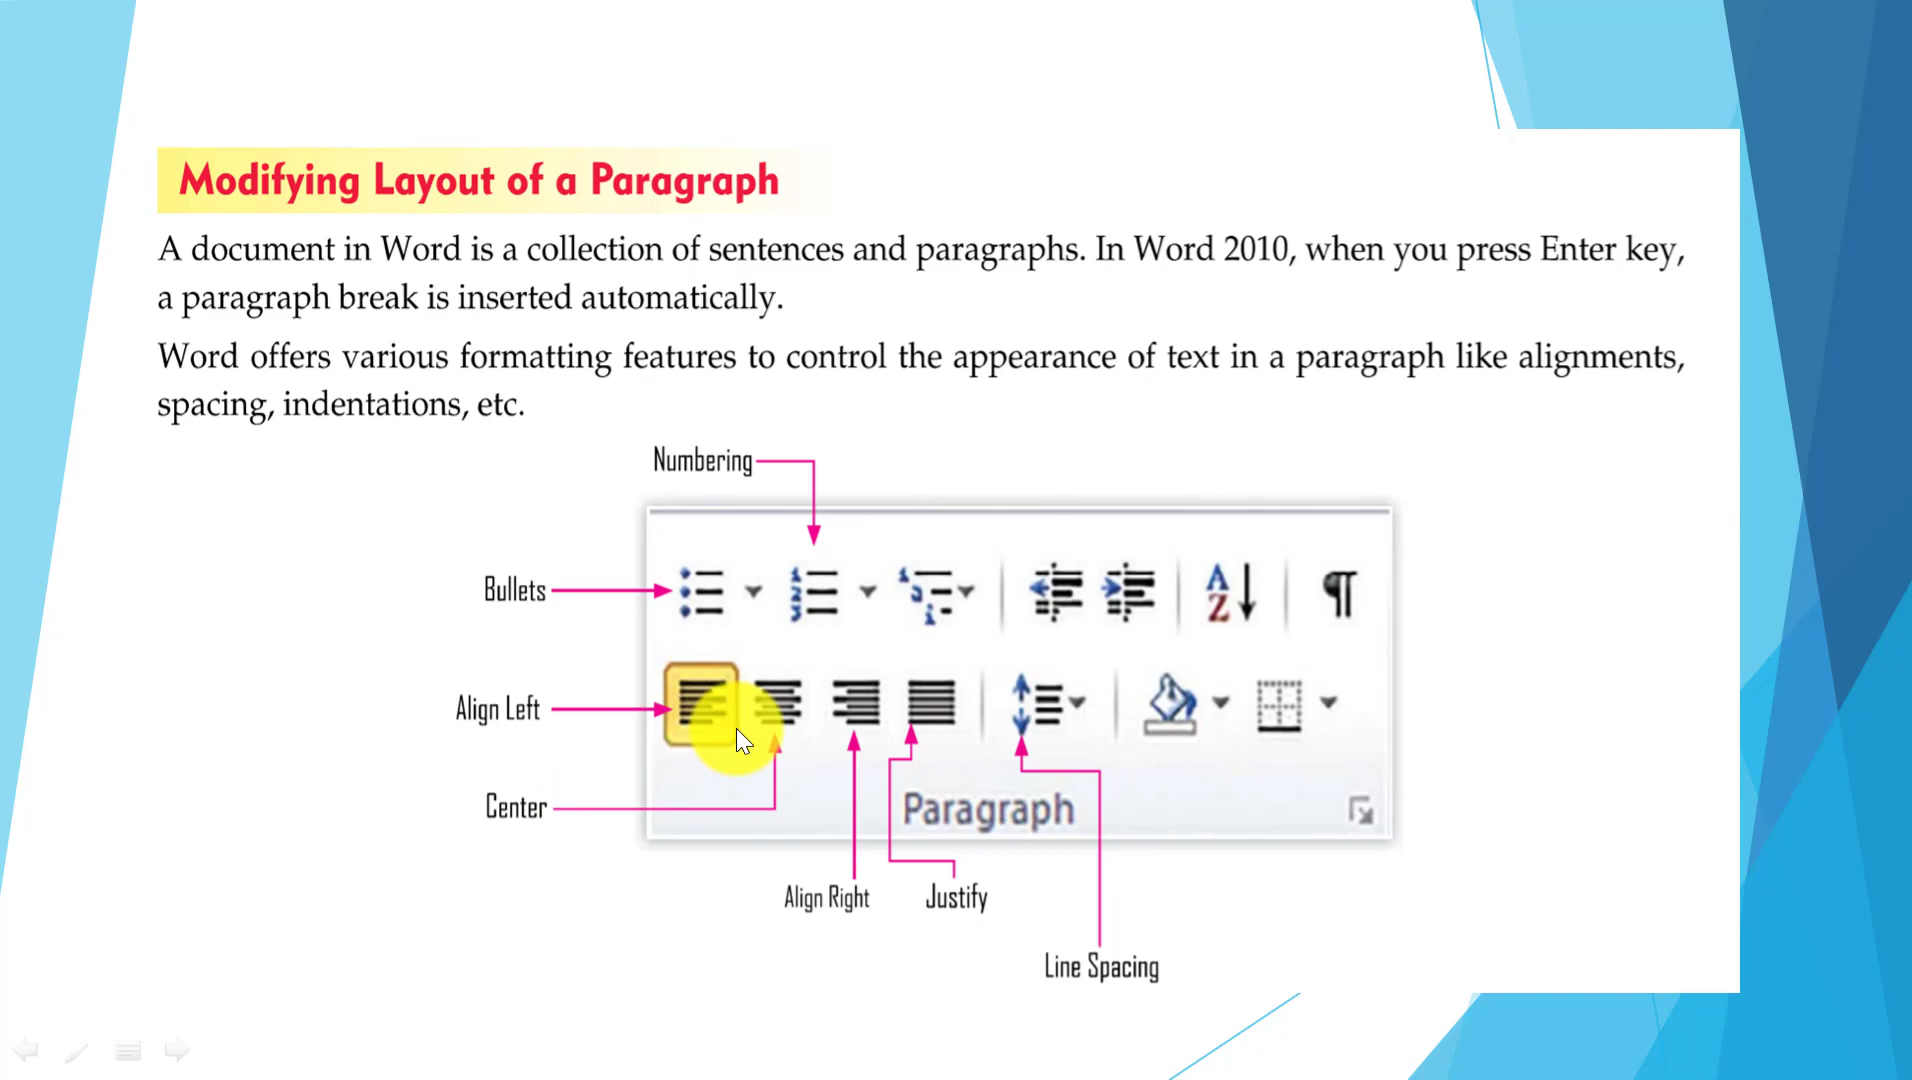 Modifying Layout of a Paragraph
A document in Word is a collection of sentences and paragraphs. In Word 2010, when you press Enter key,
a paragraph break is inserted automatically.
Word offers various formatting features to control the appearance of text in a paragraph like alignments,
spacing, indentations, etc.
Numbering
Bullets
Align Left
Center
Paragraph
Align Right
Justify
Line Spacing